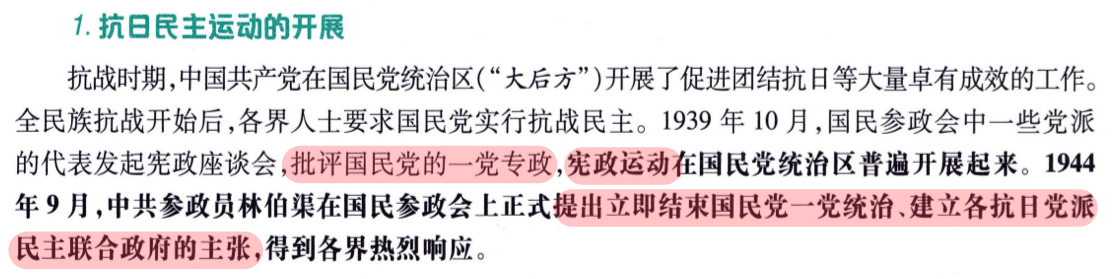 1. 抗日民主运动的开展
抗战时期,中国共产党在国民党统治区(“大后方”)开展了促进团结抗日等大量卓有成效的工作。
全民族抗战开始后,各界人士要求国民党实行抗战民主。1939 年 10 月,国民参政会中一些党派
的代表发起宪政座谈会,批评国民党的一党专政,宪政运动在国民党统治区普遍开展起来。1944
年 9 月,中共参政员林伯渠在国民参政会上正式提出立即结束国民党一党统治、建立各抗日党派
民主联合政府的主张,得到各界热烈响应。